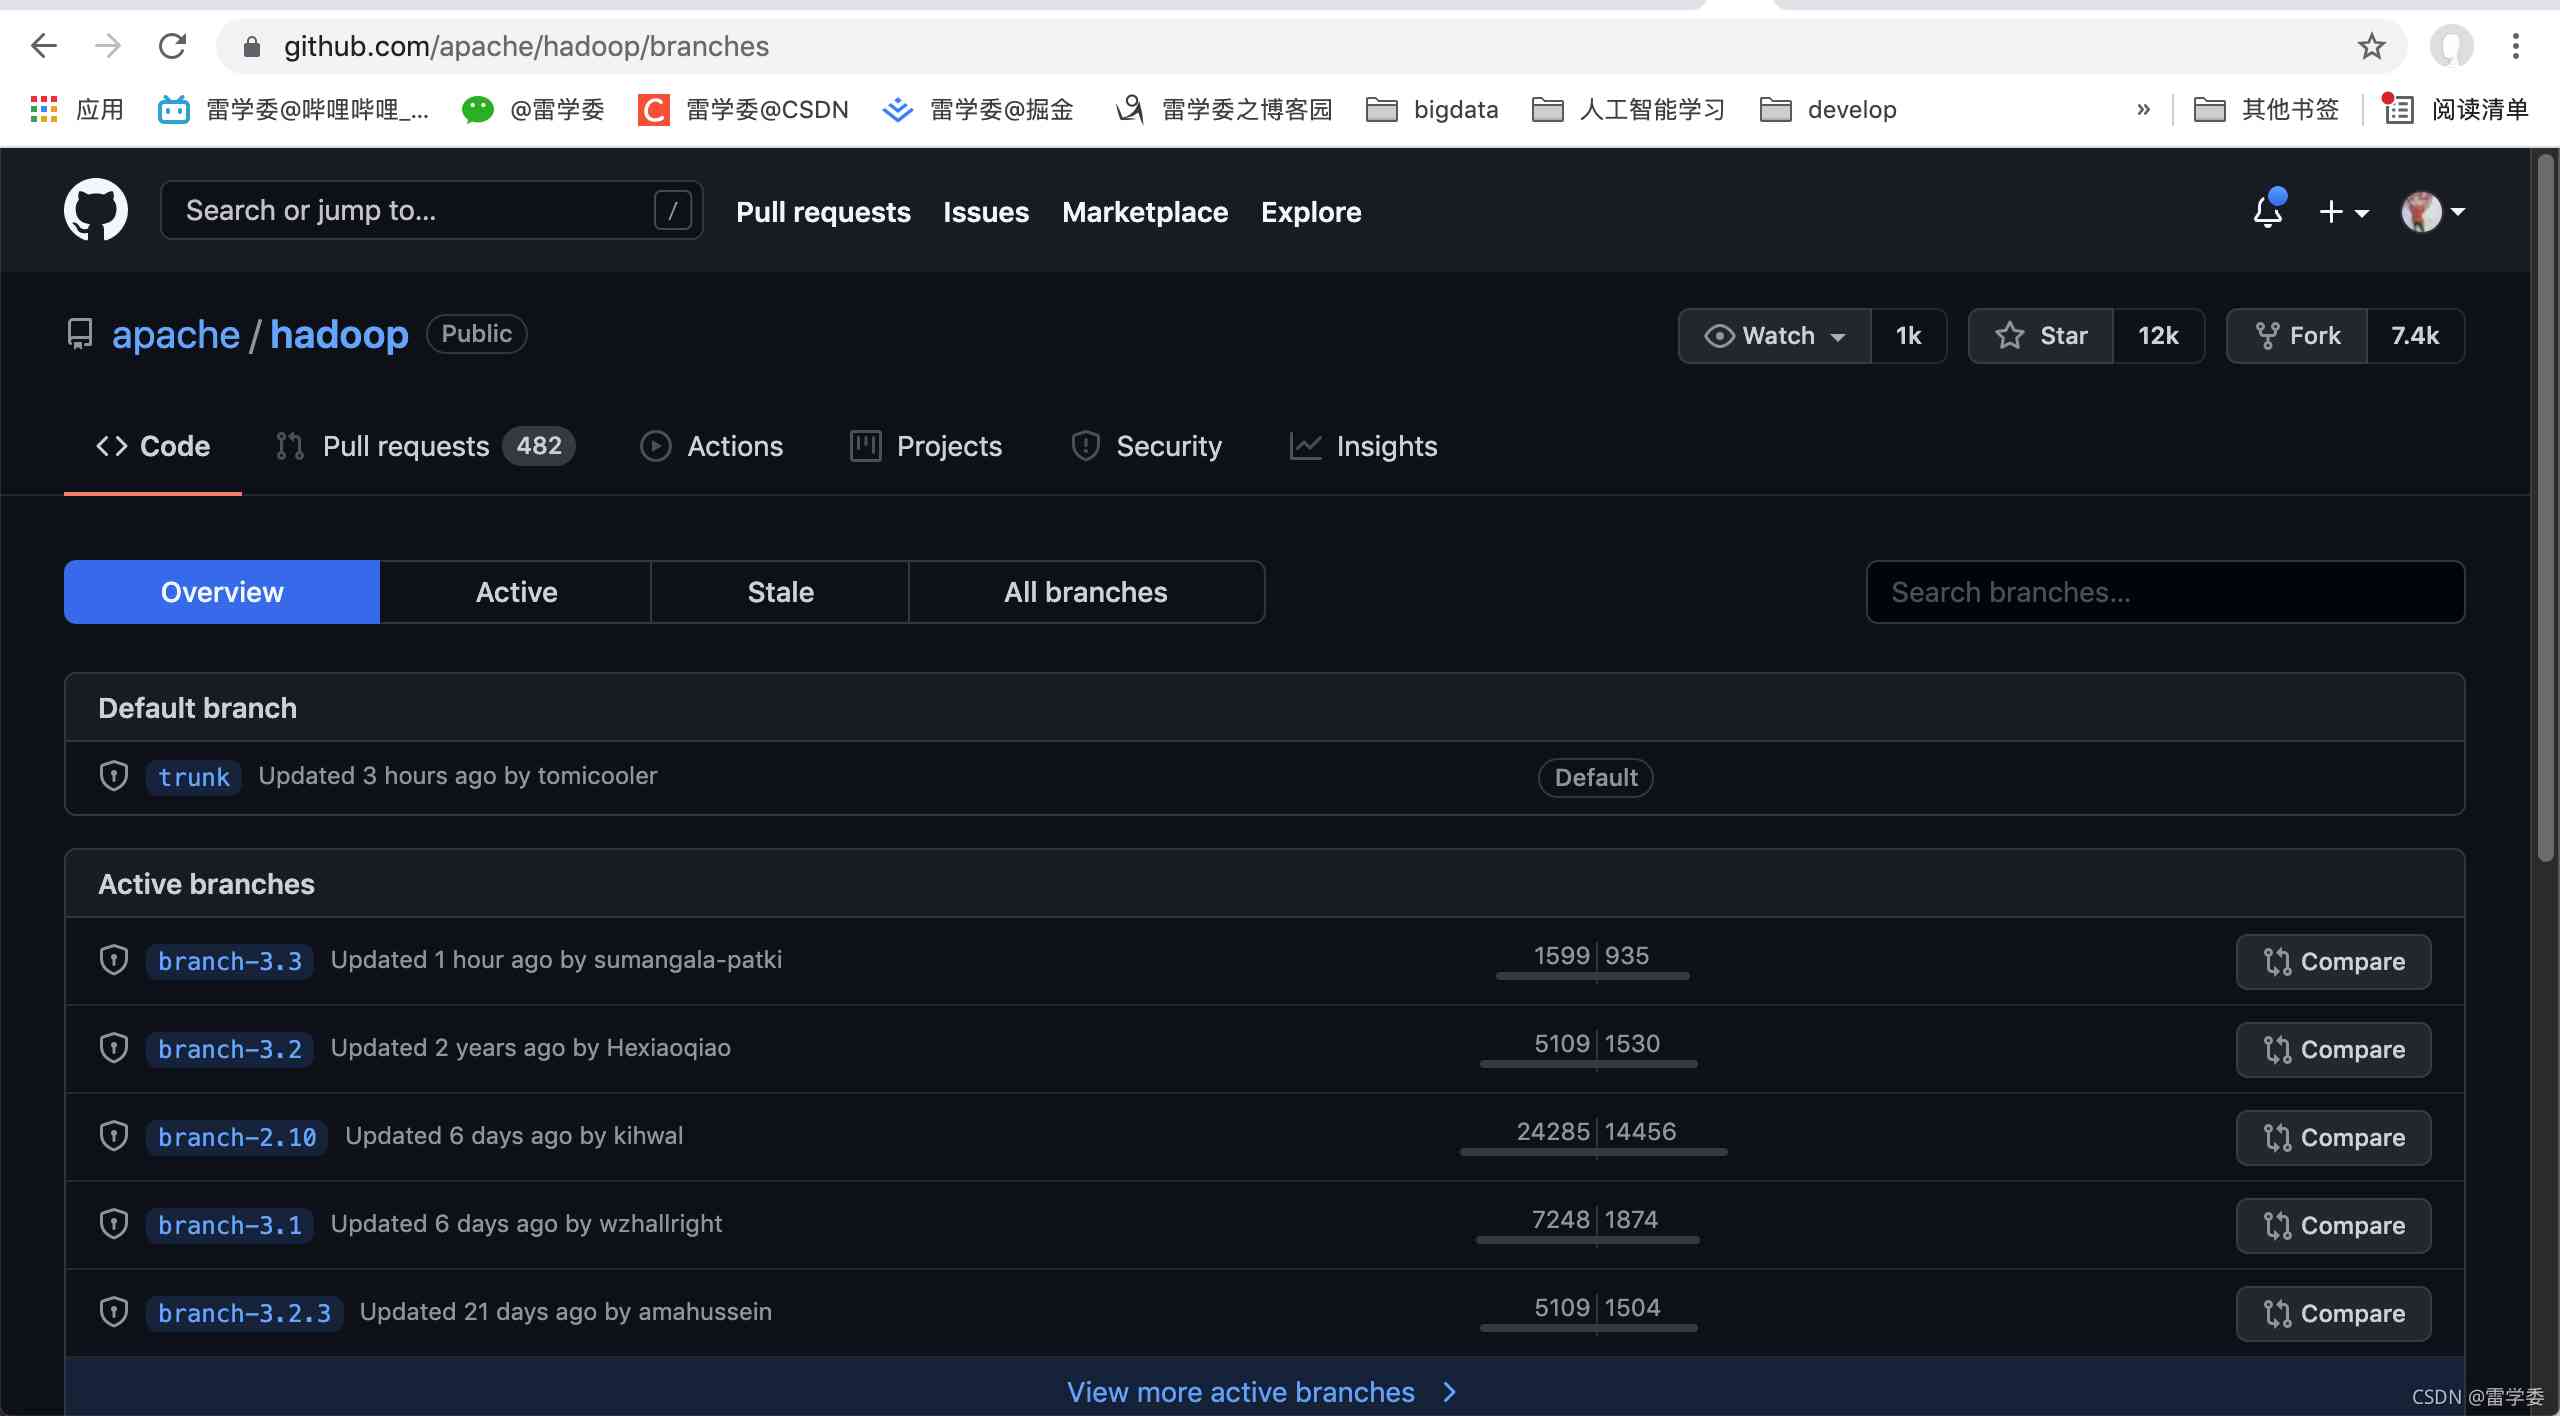 github.com/apache/hadoop/branches
应用 雷学委@哔哩哔哩_... @雷学委 雷学委@CSDN 雷学委@掘金 雷学委之博客园 bigdata 人工智能学习 develop » 其他书签 阅读清单
Search or jump to... / Pull requests Issues Marketplace Explore
apache / hadoop Public Watch 1k Star 12k Fork 7.4k
Code Pull requests 482 Actions Projects Security Insights
Overview Active Stale All branches Search branches...
Default branch
trunk Updated 3 hours ago by tomicooler Default
Active branches
branch-3.3 Updated 1 hour ago by sumangala-patki 1599 935 Compare
branch-3.2 Updated 2 years ago by Hexiaoqiao 5109 1530 Compare
branch-2.10 Updated 6 days ago by kihwal 24285 14456 Compare
branch-3.1 Updated 6 days ago by wzhallright 7248 1874 Compare
branch-3.2.3 Updated 21 days ago by amahussein 5109 1504 Compare
View more active branches
CSDN @雷学委